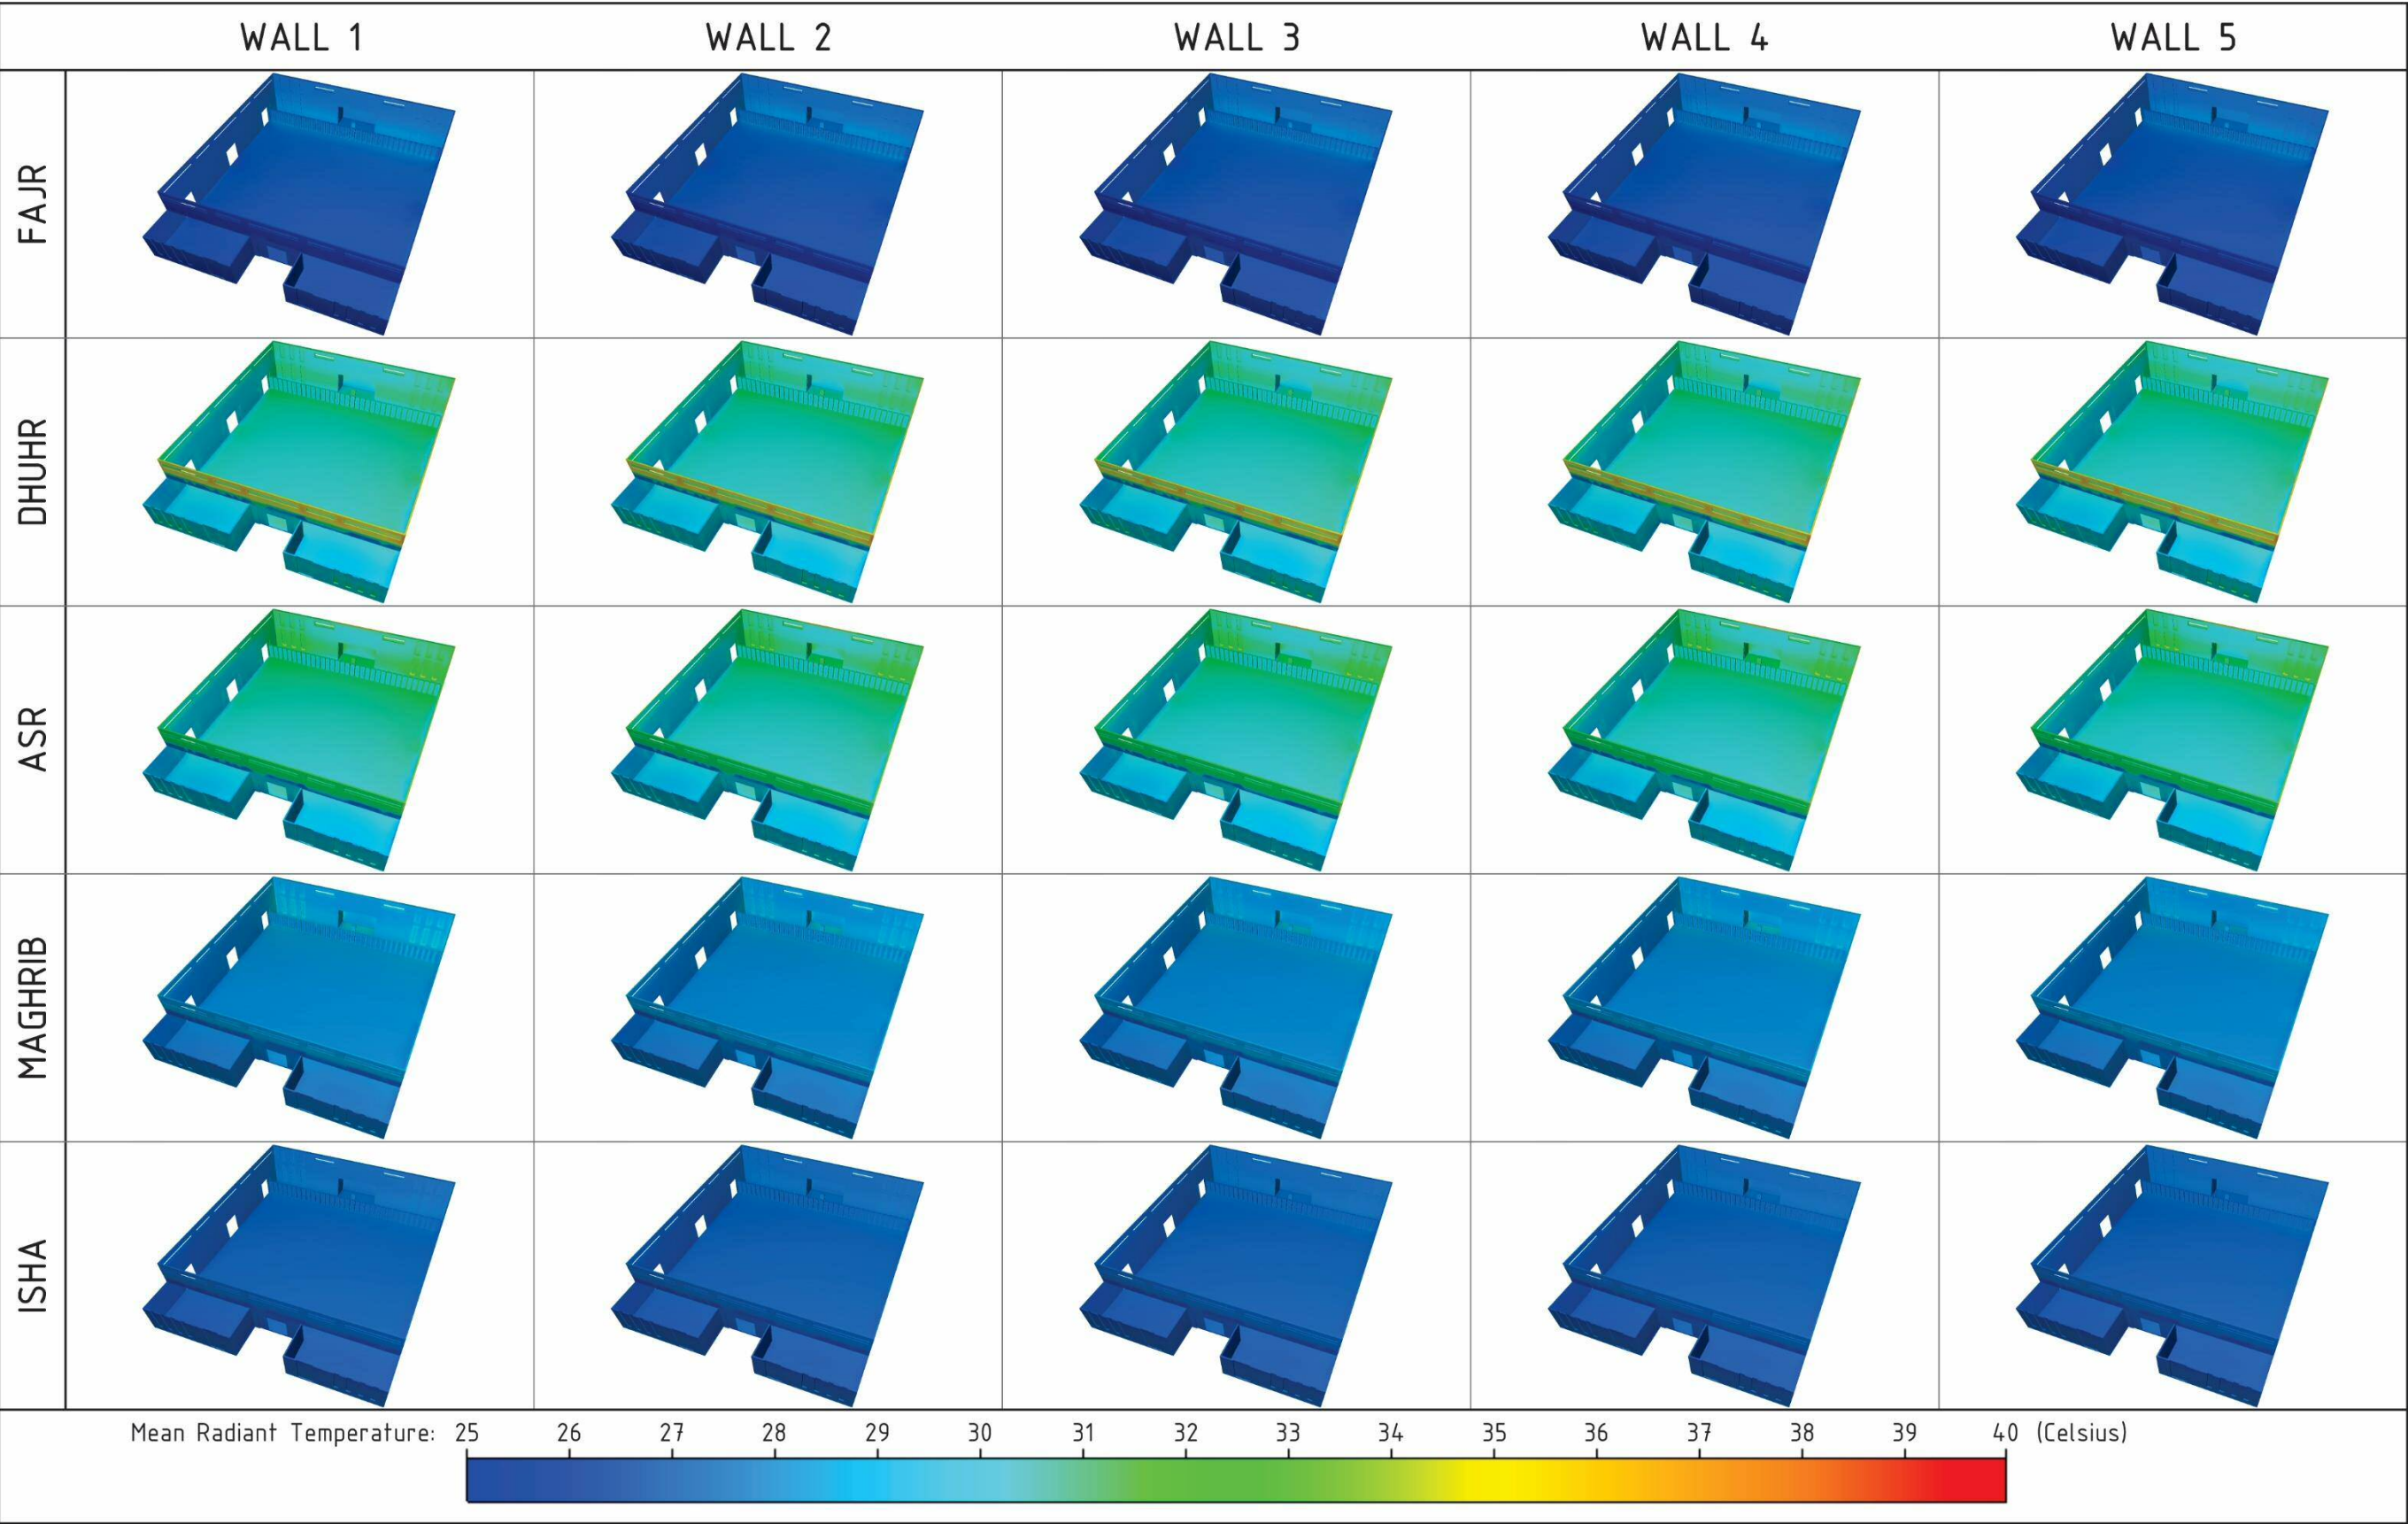 WALL 1 WALL 2 WALL 3 WALL 4 WALL 5
FAJR
DHUHR
ASR
MAGHRIB
ISHA
Mean Radiant Temperature: 25 26 27 28 29 30 31 32 33 34 35 36 37 38 39 40 (Celsius)